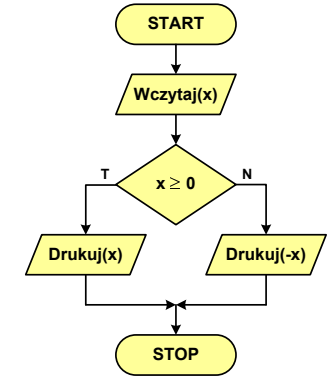 START
Wczytaj(x)
x ≥ 0
T
N
Drukuj(x)
Drukuj(-x)
STOP